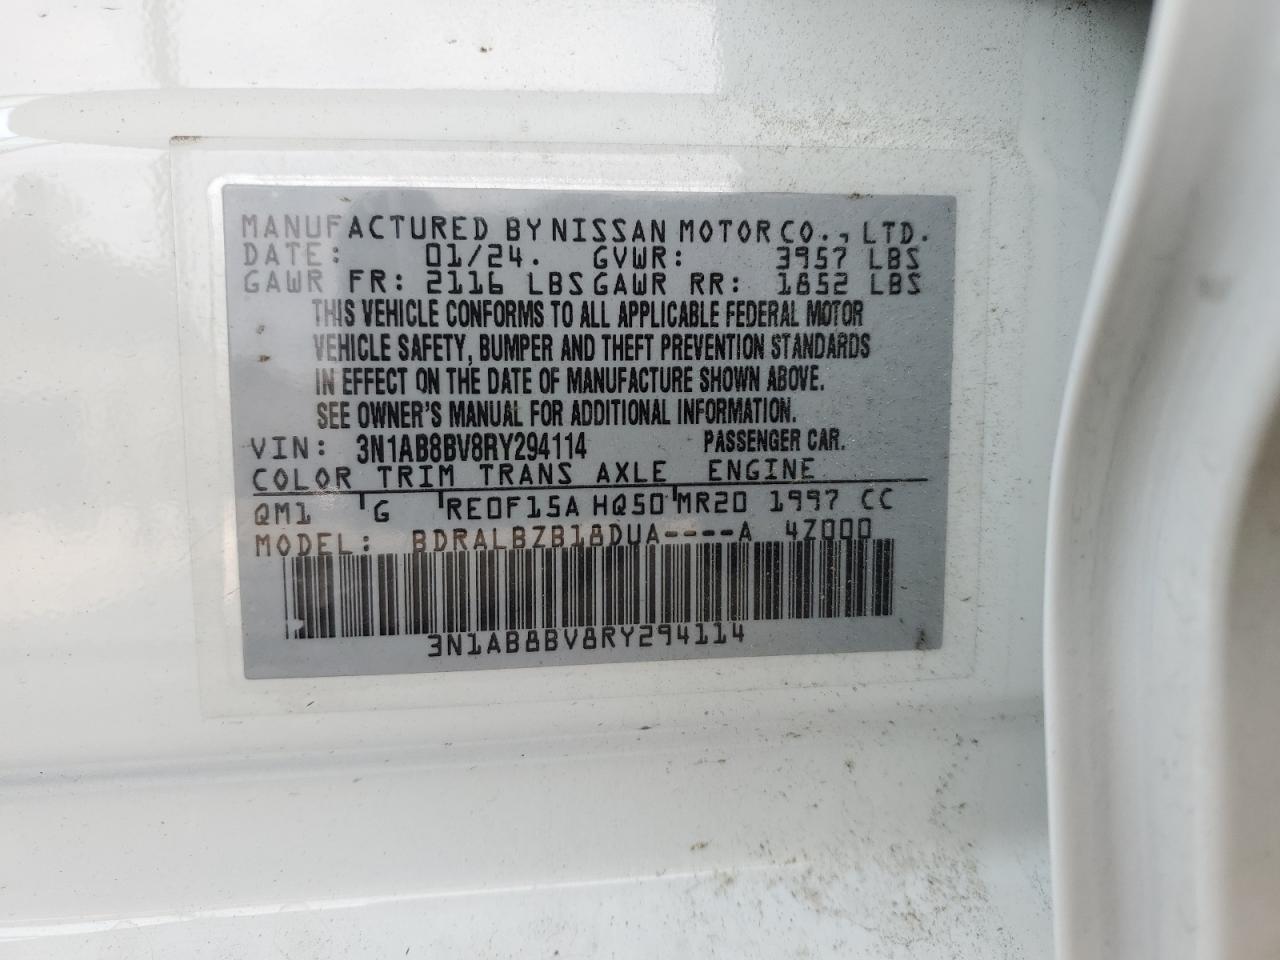 MANUFACTURED BY NISSAN MOTOR CO., LTD.
DATE: 01/24. GVWR: 3957 LBS
GAWR FR: 2116 LBS GAWR RR: 1852 LBS
THIS VEHICLE CONFORMS TO ALL APPLICABLE FEDERAL MOTOR
VEHICLE SAFETY, BUMPER AND THEFT PREVENTION STANDARDS
IN EFFECT ON THE DATE OF MANUFACTURE SHOWN ABOVE.
SEE OWNER'S MANUAL FOR ADDITIONAL INFORMATION.
VIN: 3N1AB8BV8RY294114 PASSENGER CAR.
COLOR TRIM TRANS AXLE ENGINE
QM1 G RE0F15A HQ50 MR20 1997 CC
MODEL: BDRALBZB18DUA----A 4Z000
3N1AB8BV8RY294114